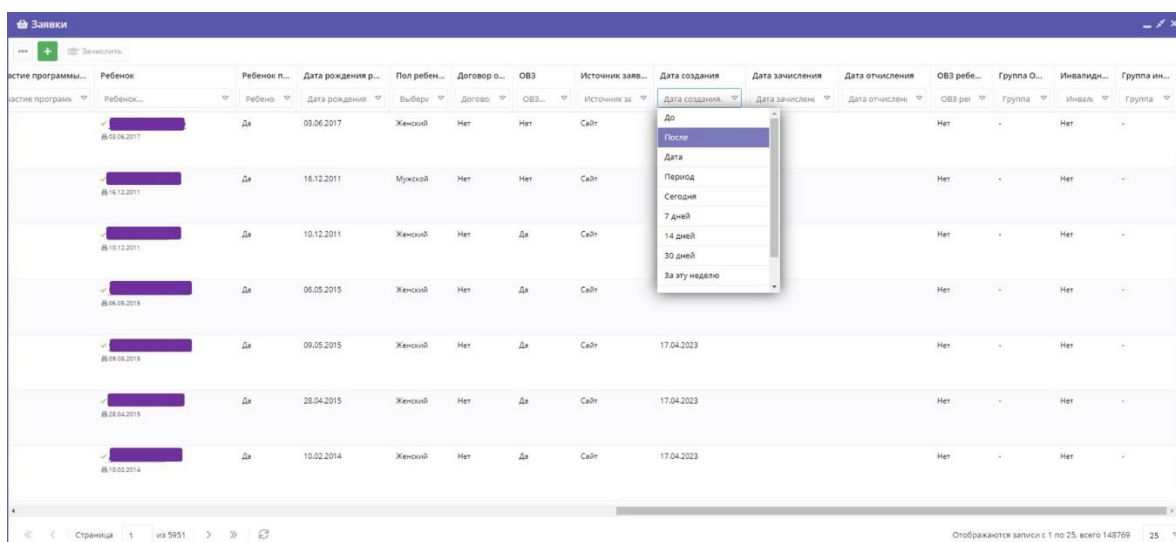 Заявки
Зачислить
астие программы... Ребенок Ребенок п... Дата рождения р... Пол ребен... Договор о... ОВЗ Источник заяв... Дата создания Дата зачисления Дата отчисления ОВЗ ребе... Группа О... Инвалидн... Группа ин...
частие програмь Ребенок... Ребено Дата рождения Выбери Догово ОВЗ... Источник за Дата создания. Дата зачислені Дата отчислені ОВЗ реі Группа Инвалі Группа
До
Да 03.06.2017 Женский Нет Нет Сайт Нет - Нет -
03.06.2017
После
Дата
Да 16.12.2011 Мужской Нет Нет Сайт Период Нет - Нет -
16.12.2011
Сегодня
7 дней
Да 10.12.2011 Женский Нет Да Сайт 14 дней Нет - Нет -
10.12.2011
30 дней
За эту неделю
Да 06.05.2015 Женский Нет Да Сайт Нет - Нет -
06.05.2015
Да 09.05.2015 Женский Нет Да Сайт 17.04.2023 Нет - Нет -
09.05.2015
Да 28.04.2015 Женский Нет Да Сайт 17.04.2023 Нет - Нет -
28.04.2015
Да 10.02.2014 Женский Нет Да Сайт 17.04.2023 Нет - Нет -
10.02.2014
Страница 1 из 5951 Отображаются записи с 1 по 25, всего 148769 25